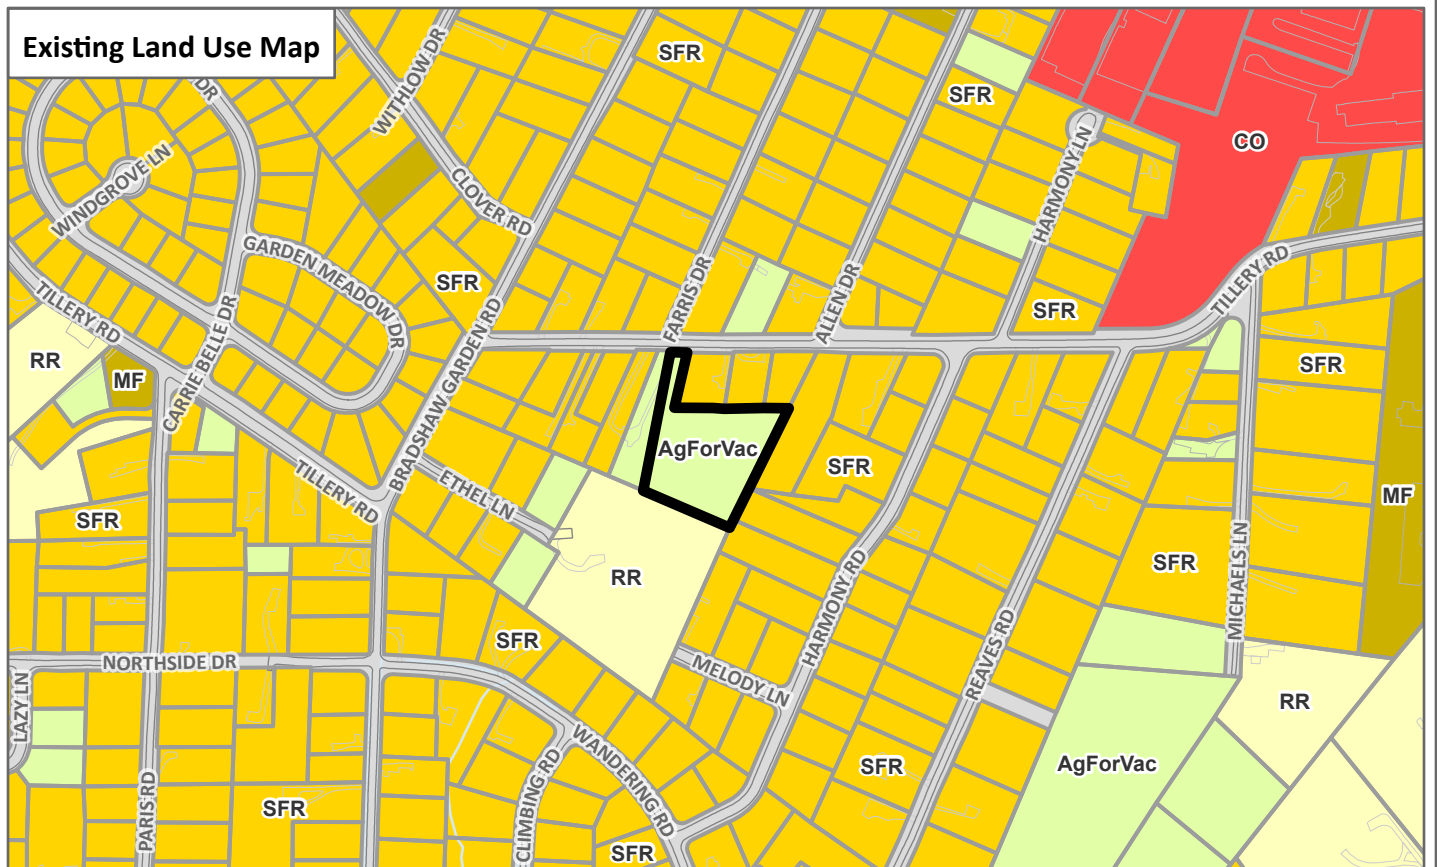 Existing Land Use Map
DR
WITHLOW DR
SFR
SFR
CO
WINDGROVE LN
CLOVER RD
HARMONY LN
GARDEN MEADOW DR
SFR
FARRIS DR
ALLEN DR
TILLERY RD
TILLERY RD
SFR
RR
MF
CARRIE BELLE DR
BRADSHAW GARDEN RD
SFR
AgForVac
SFR
TILLERY RD
ETHEL LN
MF
SFR
SFR
RR
HARMONY RD
MICHAELS LN
SFR
REAVES RD
NORTHSIDE DR
MELODY LN
LAZY LN
RR
WANDERING RD
SFR
AgForVac
PARIS RD
SFR
CLIMBING RD
SFR